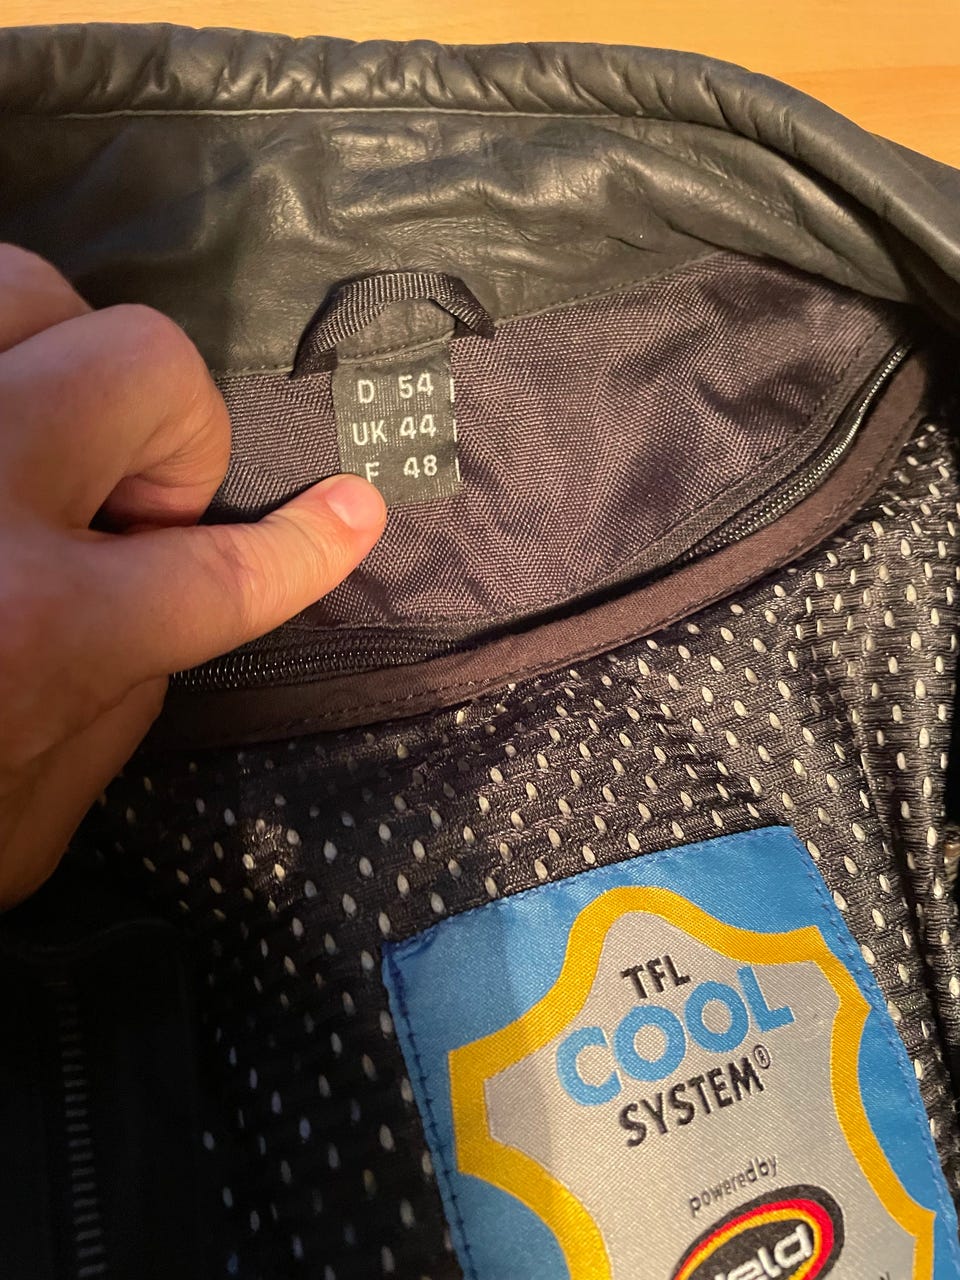 D 54
UK 44
F 48
TFL
COOL
SYSTEM®
powered by